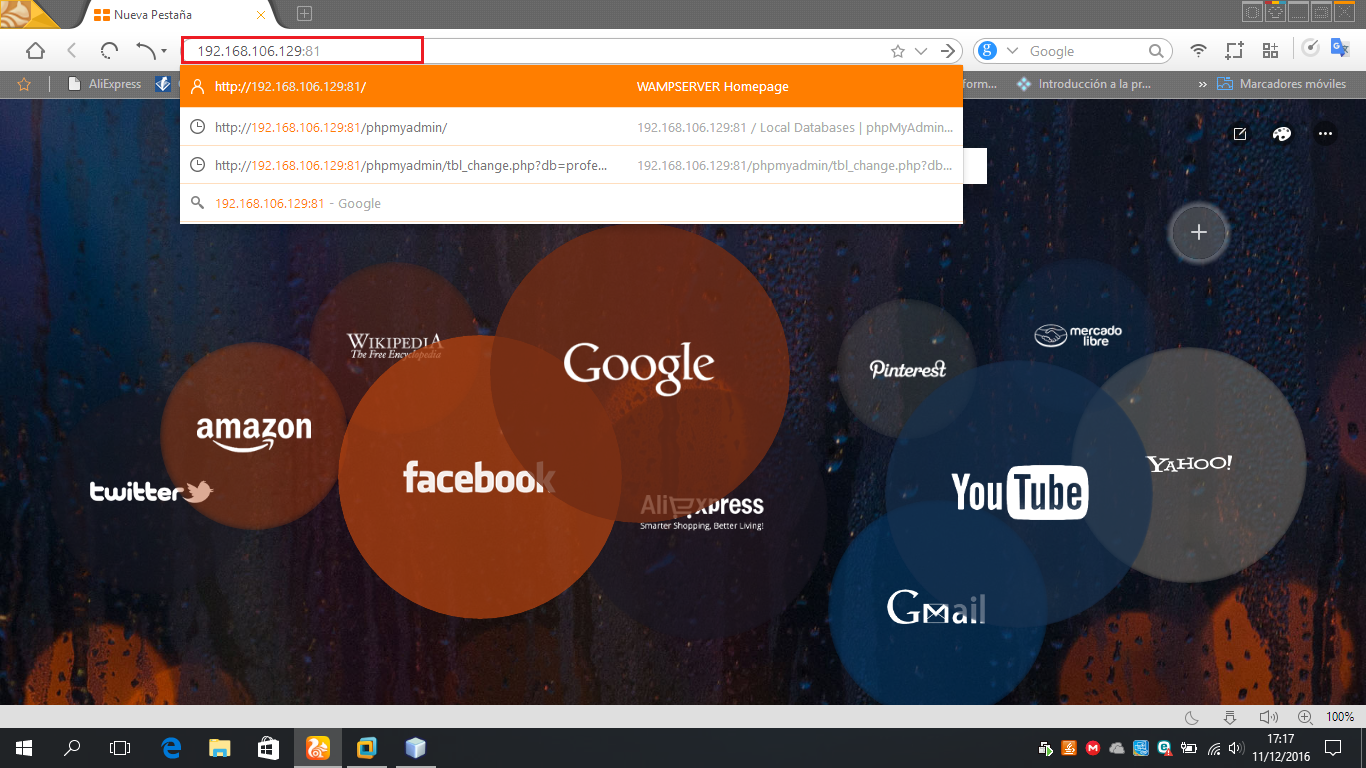 Nueva Pestaña
192.168.106.129:81
Google
AliExpress
form...
Introducción a la pr...
»
Marcadores móviles
http://192.168.106.129:81/ WAMPSERVER Homepage
http://192.168.106.129:81/phpmyadmin/ 192.168.106.129:81 / Local Databases | phpMyAdmin...
http://192.168.106.129:81/phpmyadmin/tbl_change.php?db=profe... 192.168.106.129:81/phpmyadmin/tbl_change.php?db...
192.168.106.129:81 - Google
WIKIPEDIA
The Free Encyclopedia
Google
mercado
libre
Pinterest
amazon
facebook
twitter
AliExpress
Smarter Shopping, Better Living!
YouTube
YAHOO!
Gmail
100%
17:17
11/12/2016